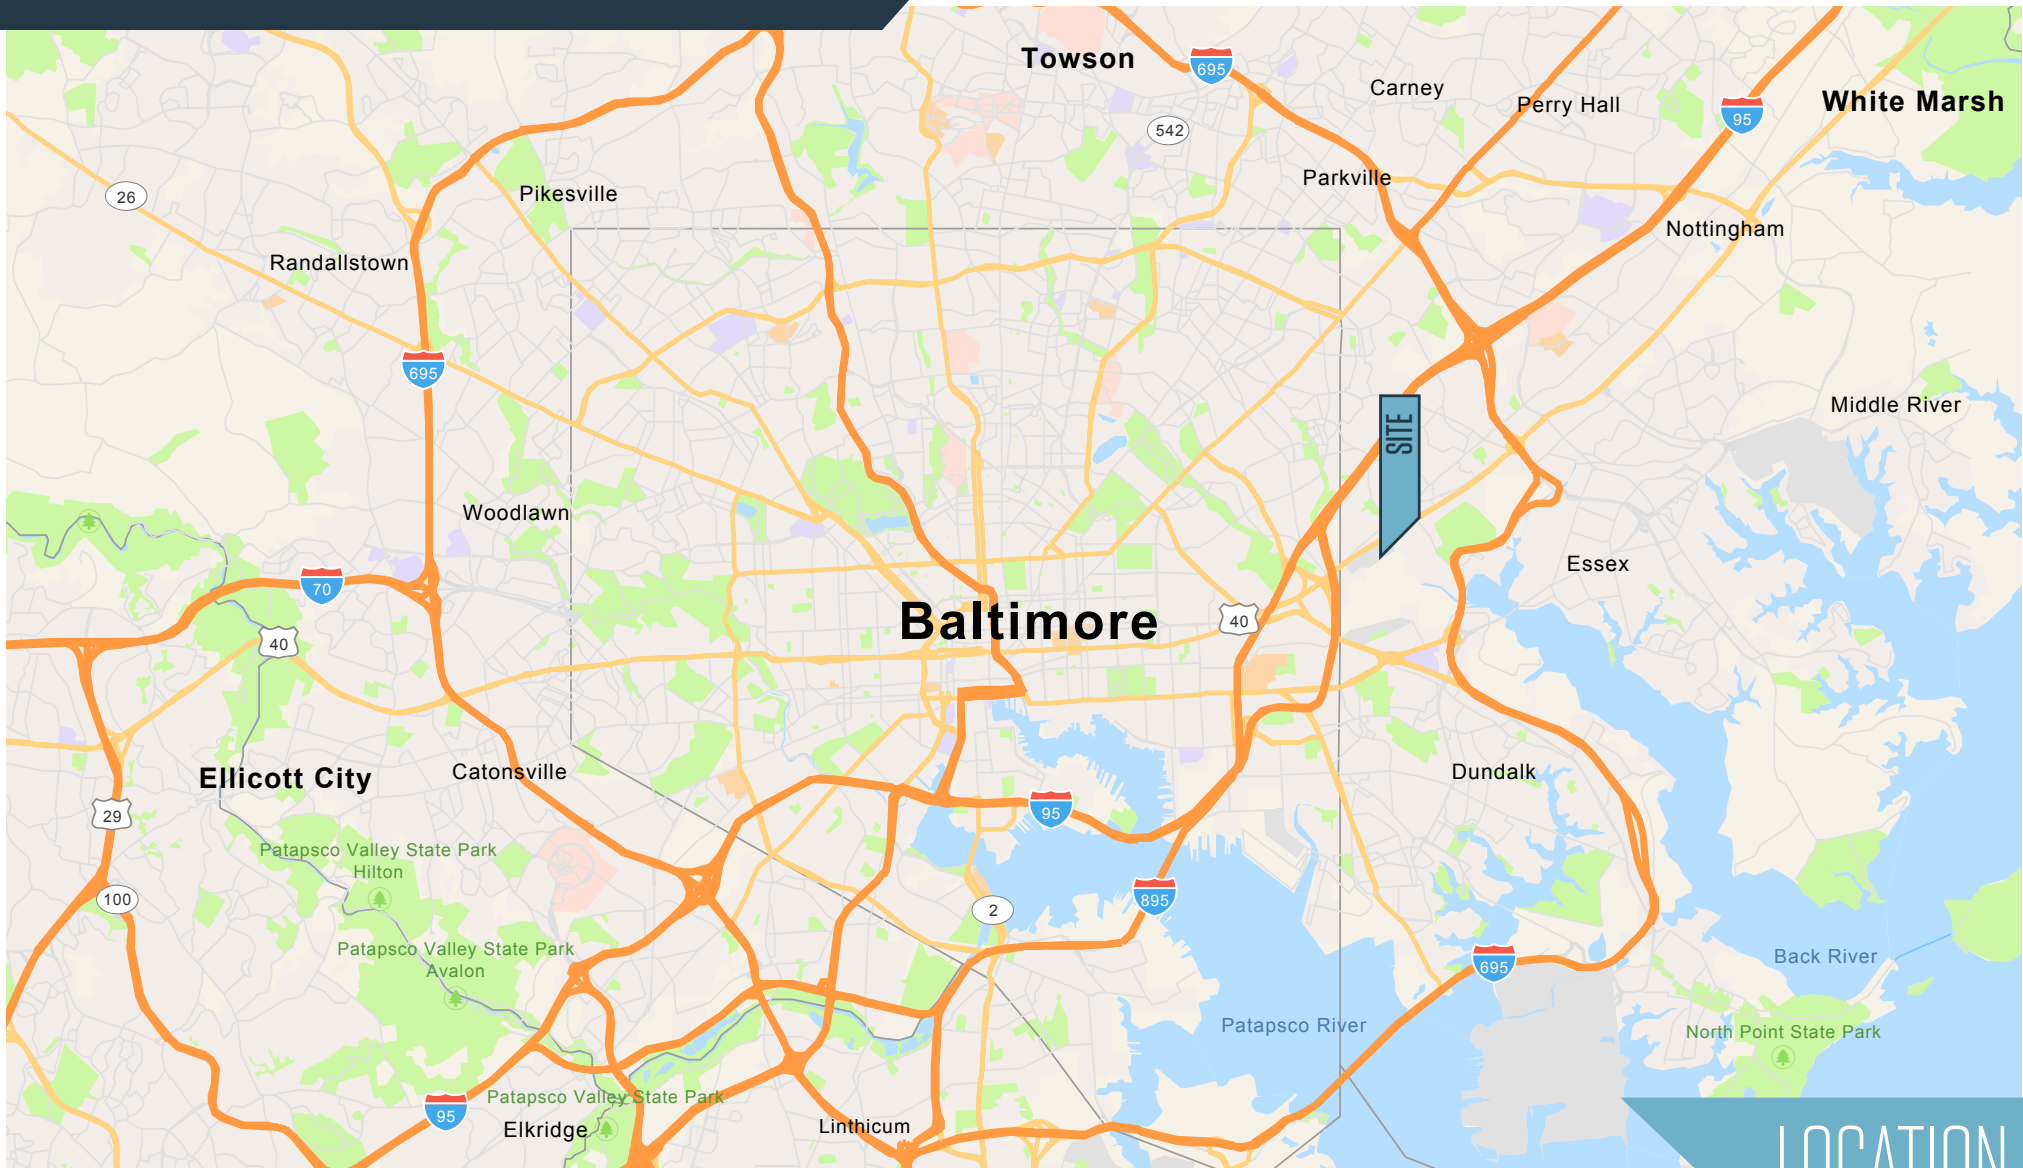 Towson
695
Carney
Perry Hall
95
White Marsh
542
26
Pikesville
Parkville
Nottingham
Randallstown
695
SITE
Middle River
Woodlawn
Essex
70
40
Baltimore
40
Ellicott City
Catonsville
Dundalk
29
95
Patapsco Valley State Park
Hilton
100
895
2
Patapsco Valley State Park
Avalon
695
Back River
Patapsco River
North Point State Park
Patapsco Valley State Park
95
Elkridge
Linthicum
LOCATION